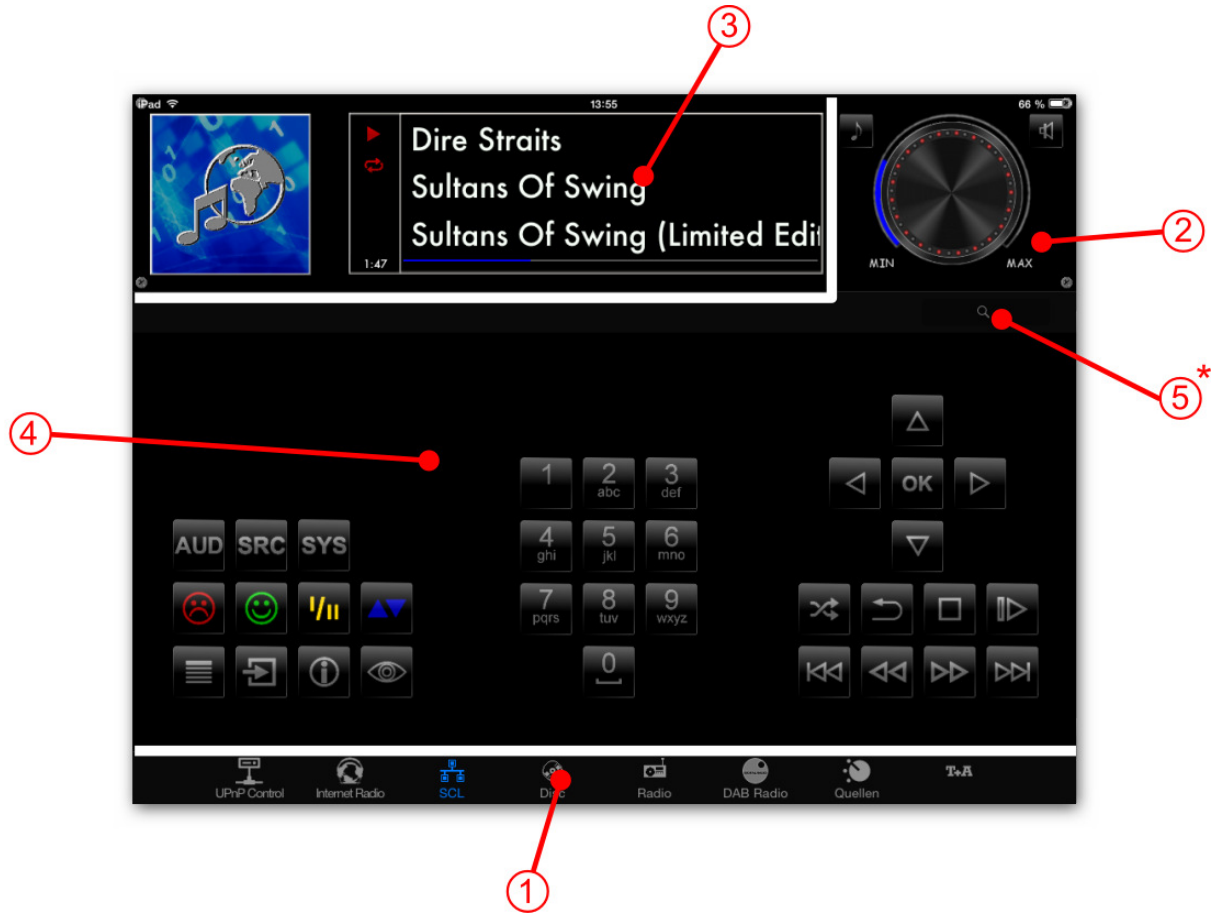 3
iPad 13:55 66 %
Dire Straits
Sultans Of Swing
Sultans Of Swing (Limited Edi
1:47
MIN MAX
2
5*
4
1 2 abc 3 def
OK
AUD SRC SYS
4 ghi 5 jkl 6 mno
I/II
7 pqrs 8 tuv 9 wxyz
0
UPnP Control Internet Radio SCL Disc Radio DAB Radio Quellen T+A
1